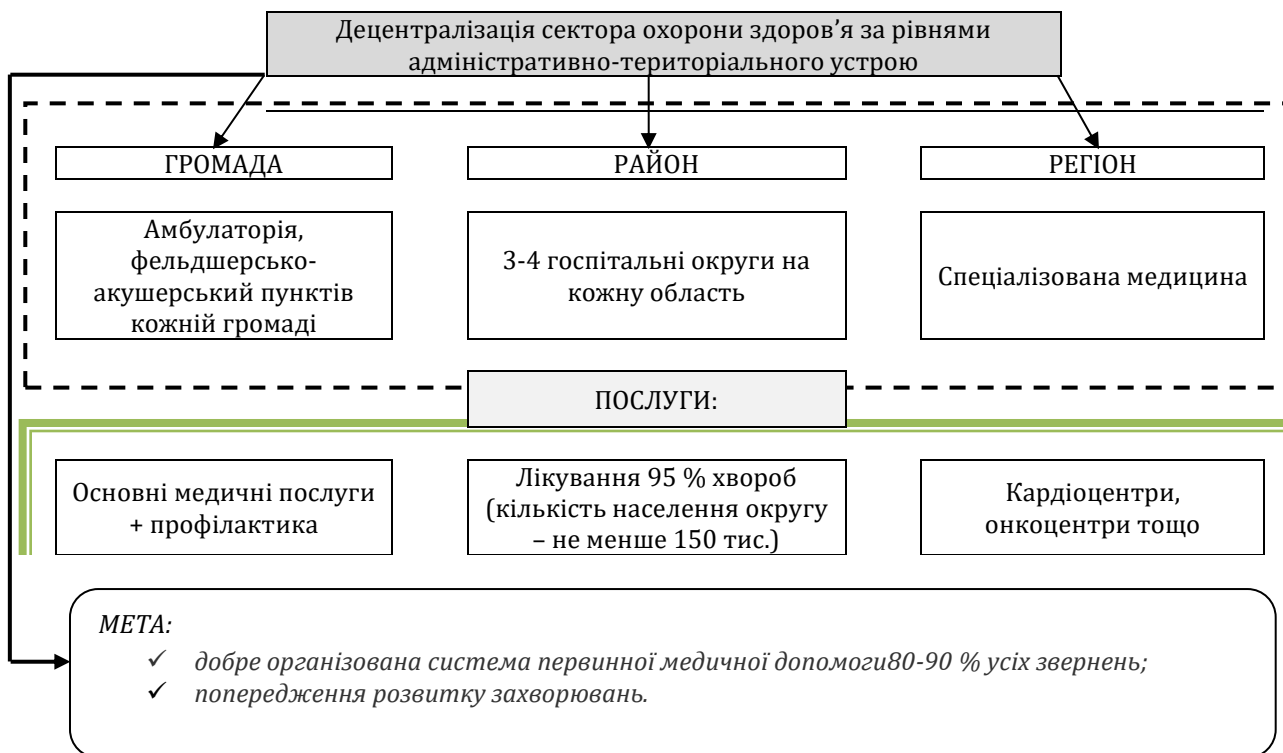 Децентралізація сектора охорони здоров’я за рівнями
адміністративно-територіального устрою
ГРОМАДА
РАЙОН
РЕГІОН
Амбулаторія,
фельдшерсько-
акушерський пунктів
кожній громаді
3-4 госпітальні округи на
кожну область
Спеціалізована медицина
ПОСЛУГИ:
Основні медичні послуги
+ профілактика
Лікування 95 % хвороб
(кількість населення округу
– не менше 150 тис.)
Кардіоцентри,
онкоцентри тощо
МЕТА:
✓ добре організована система первинної медичної допомоги80-90 % усіх звернень;
✓ попередження розвитку захворювань.